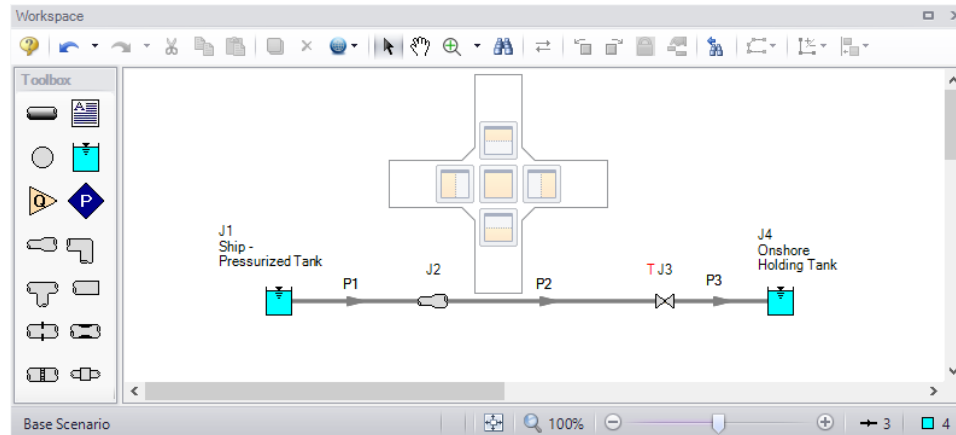 Workspace
Toolbox
A
Q
P
J1
Ship -
Pressurized Tank
P1
J2
P2
T J3
P3
J4
Onshore
Holding Tank
Base Scenario
100%
3
4